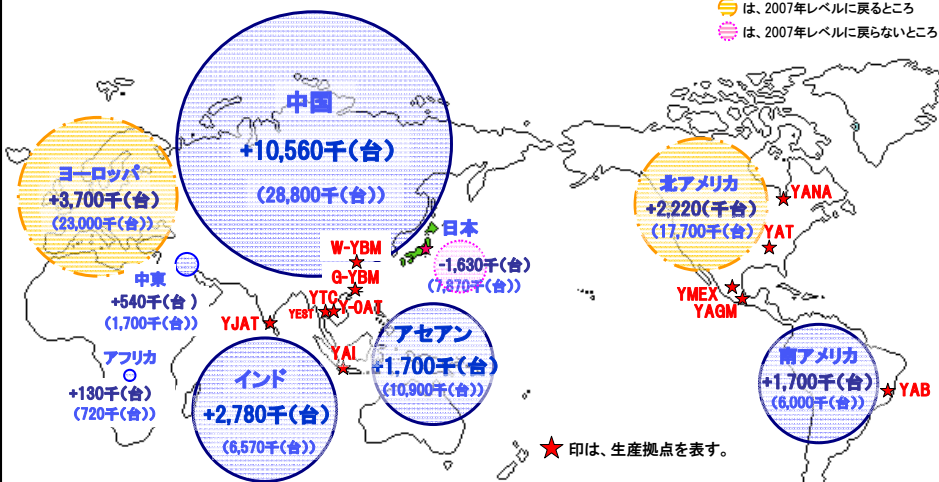 は、2007年レベルに戻るところ
は、2007年レベルに戻らないところ
中国
+10,560千(台)
(28,800千(台))
ヨーロッパ
+3,700千(台)
(23,000千(台))
北アメリカ
+2,220(千台)
(17,700千(台)
YANA
YAT
YMEX
YAGM
日本
-1,630千(台)
(7,870千(台))
W-YBM
G-YBM
YTC
Y-OAT
YEST
YJAT
YAI
中東
+540千(台)
(1,700千(台))
アフリカ
+130千(台)
(720千(台))
インド
+2,780千(台)
(6,570千(台))
アセアン
+1,700千(台)
(10,900千(台))
南アメリカ
+1,700千(台)
(6,000千(台))
YAB
印は、生産拠点を表す。